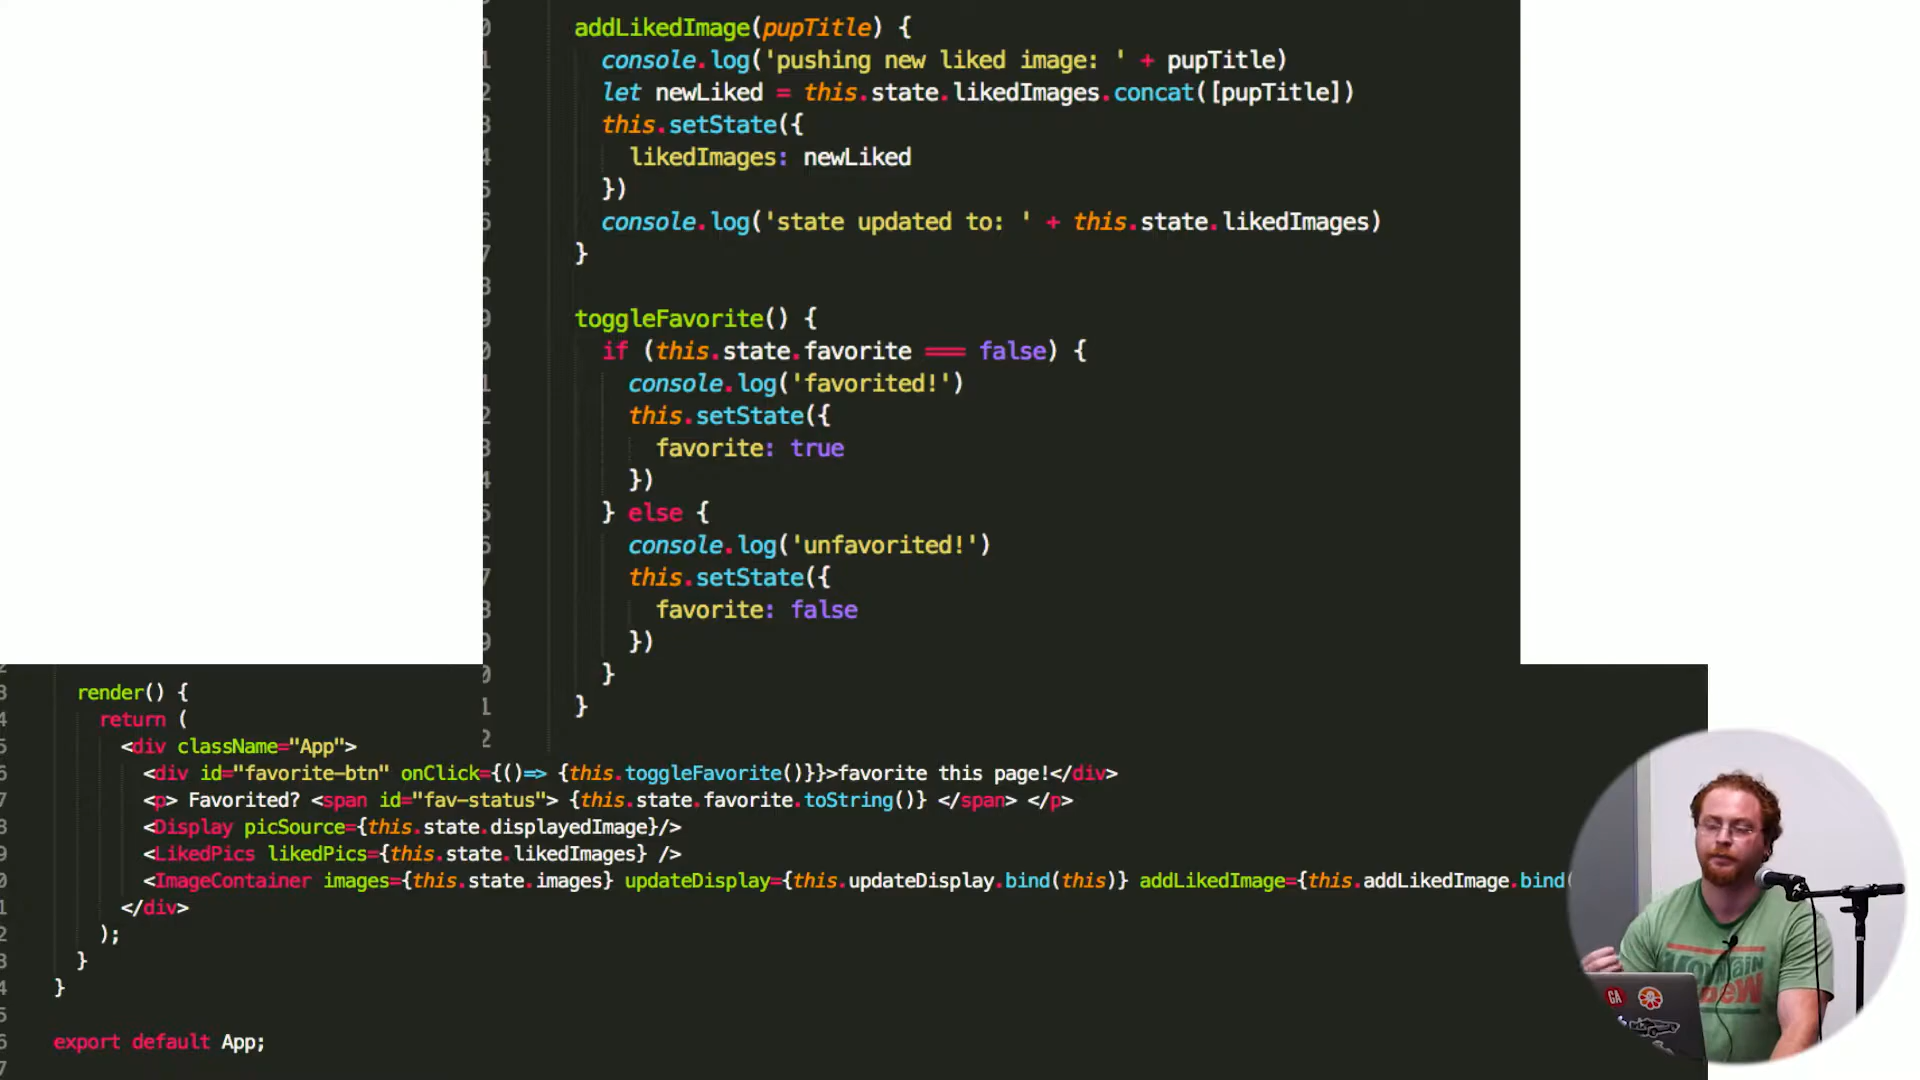 addLikedImage(pupTitle) {
console.log('pushing new liked image: ' + pupTitle)
let newLiked = this.state.likedImages.concat([pupTitle])
this.setState({
likedImages: newLiked
})
console.log('state updated to: ' + this.state.likedImages)
}
toggleFavorite() {
if (this.state.favorite === false) {
console.log('favorited!')
this.setState({
favorite: true
})
} else {
console.log('unfavorited!')
this.setState({
favorite: false
})
}
}
render() {
return (
<div className="App">
<div id="favorite-btn" onClick={()=> {this.toggleFavorite()}}>favorite this page!</div>
<p> Favorited? <span id="fav-status"> {this.state.favorite.toString()} </span> </p>
<Display picSource={this.state.displayedImage}/>
<LikedPics likedPics={this.state.likedImages} />
<ImageContainer images={this.state.images} updateDisplay={this.updateDisplay.bind(this)} addLikedImage={this.addLikedImage.bind(
</div>
);
}
}
export default App;
GA